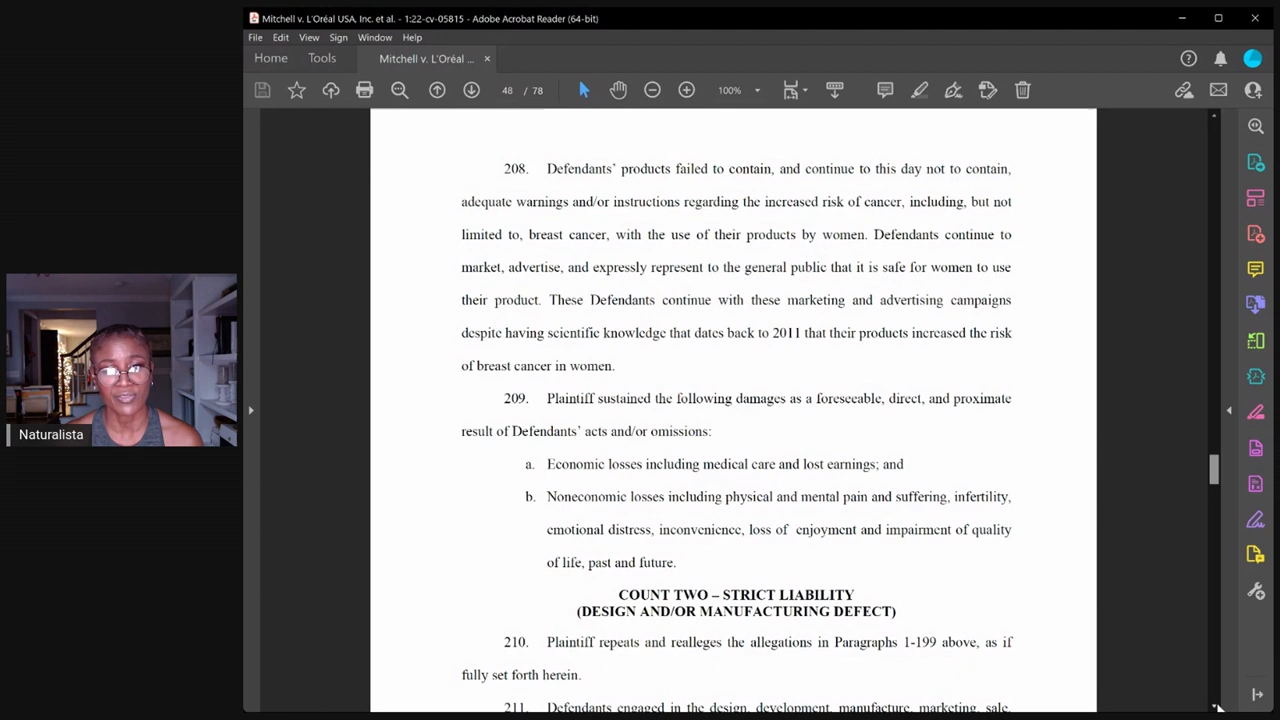 Mitchell v. L'Oréal USA, Inc. et al. - 1:22-cv-05815 - Adobe Acrobat Reader (64-bit)
File Edit View Sign Window Help
Home Tools Mitchell v. L'Oréal ... ×
48 / 78 100%
208. Defendants' products failed to contain, and continue to this day not to contain,
adequate warnings and/or instructions regarding the increased risk of cancer, including, but not
limited to, breast cancer, with the use of their products by women. Defendants continue to
market, advertise, and expressly represent to the general public that it is safe for women to use
their product. These Defendants continue with these marketing and advertising campaigns
despite having scientific knowledge that dates back to 2011 that their products increased the risk
of breast cancer in women.
209. Plaintiff sustained the following damages as a foreseeable, direct, and proximate
result of Defendants' acts and/or omissions:
a. Economic losses including medical care and lost earnings; and
b. Noneconomic losses including physical and mental pain and suffering, infertility,
emotional distress, inconvenience, loss of enjoyment and impairment of quality
of life, past and future.
COUNT TWO – STRICT LIABILITY
(DESIGN AND/OR MANUFACTURING DEFECT)
210. Plaintiff repeats and realleges the allegations in Paragraphs 1-199 above, as if
fully set forth herein.
211. Defendants engaged in the design, development, manufacture, marketing, sale,
Naturalista